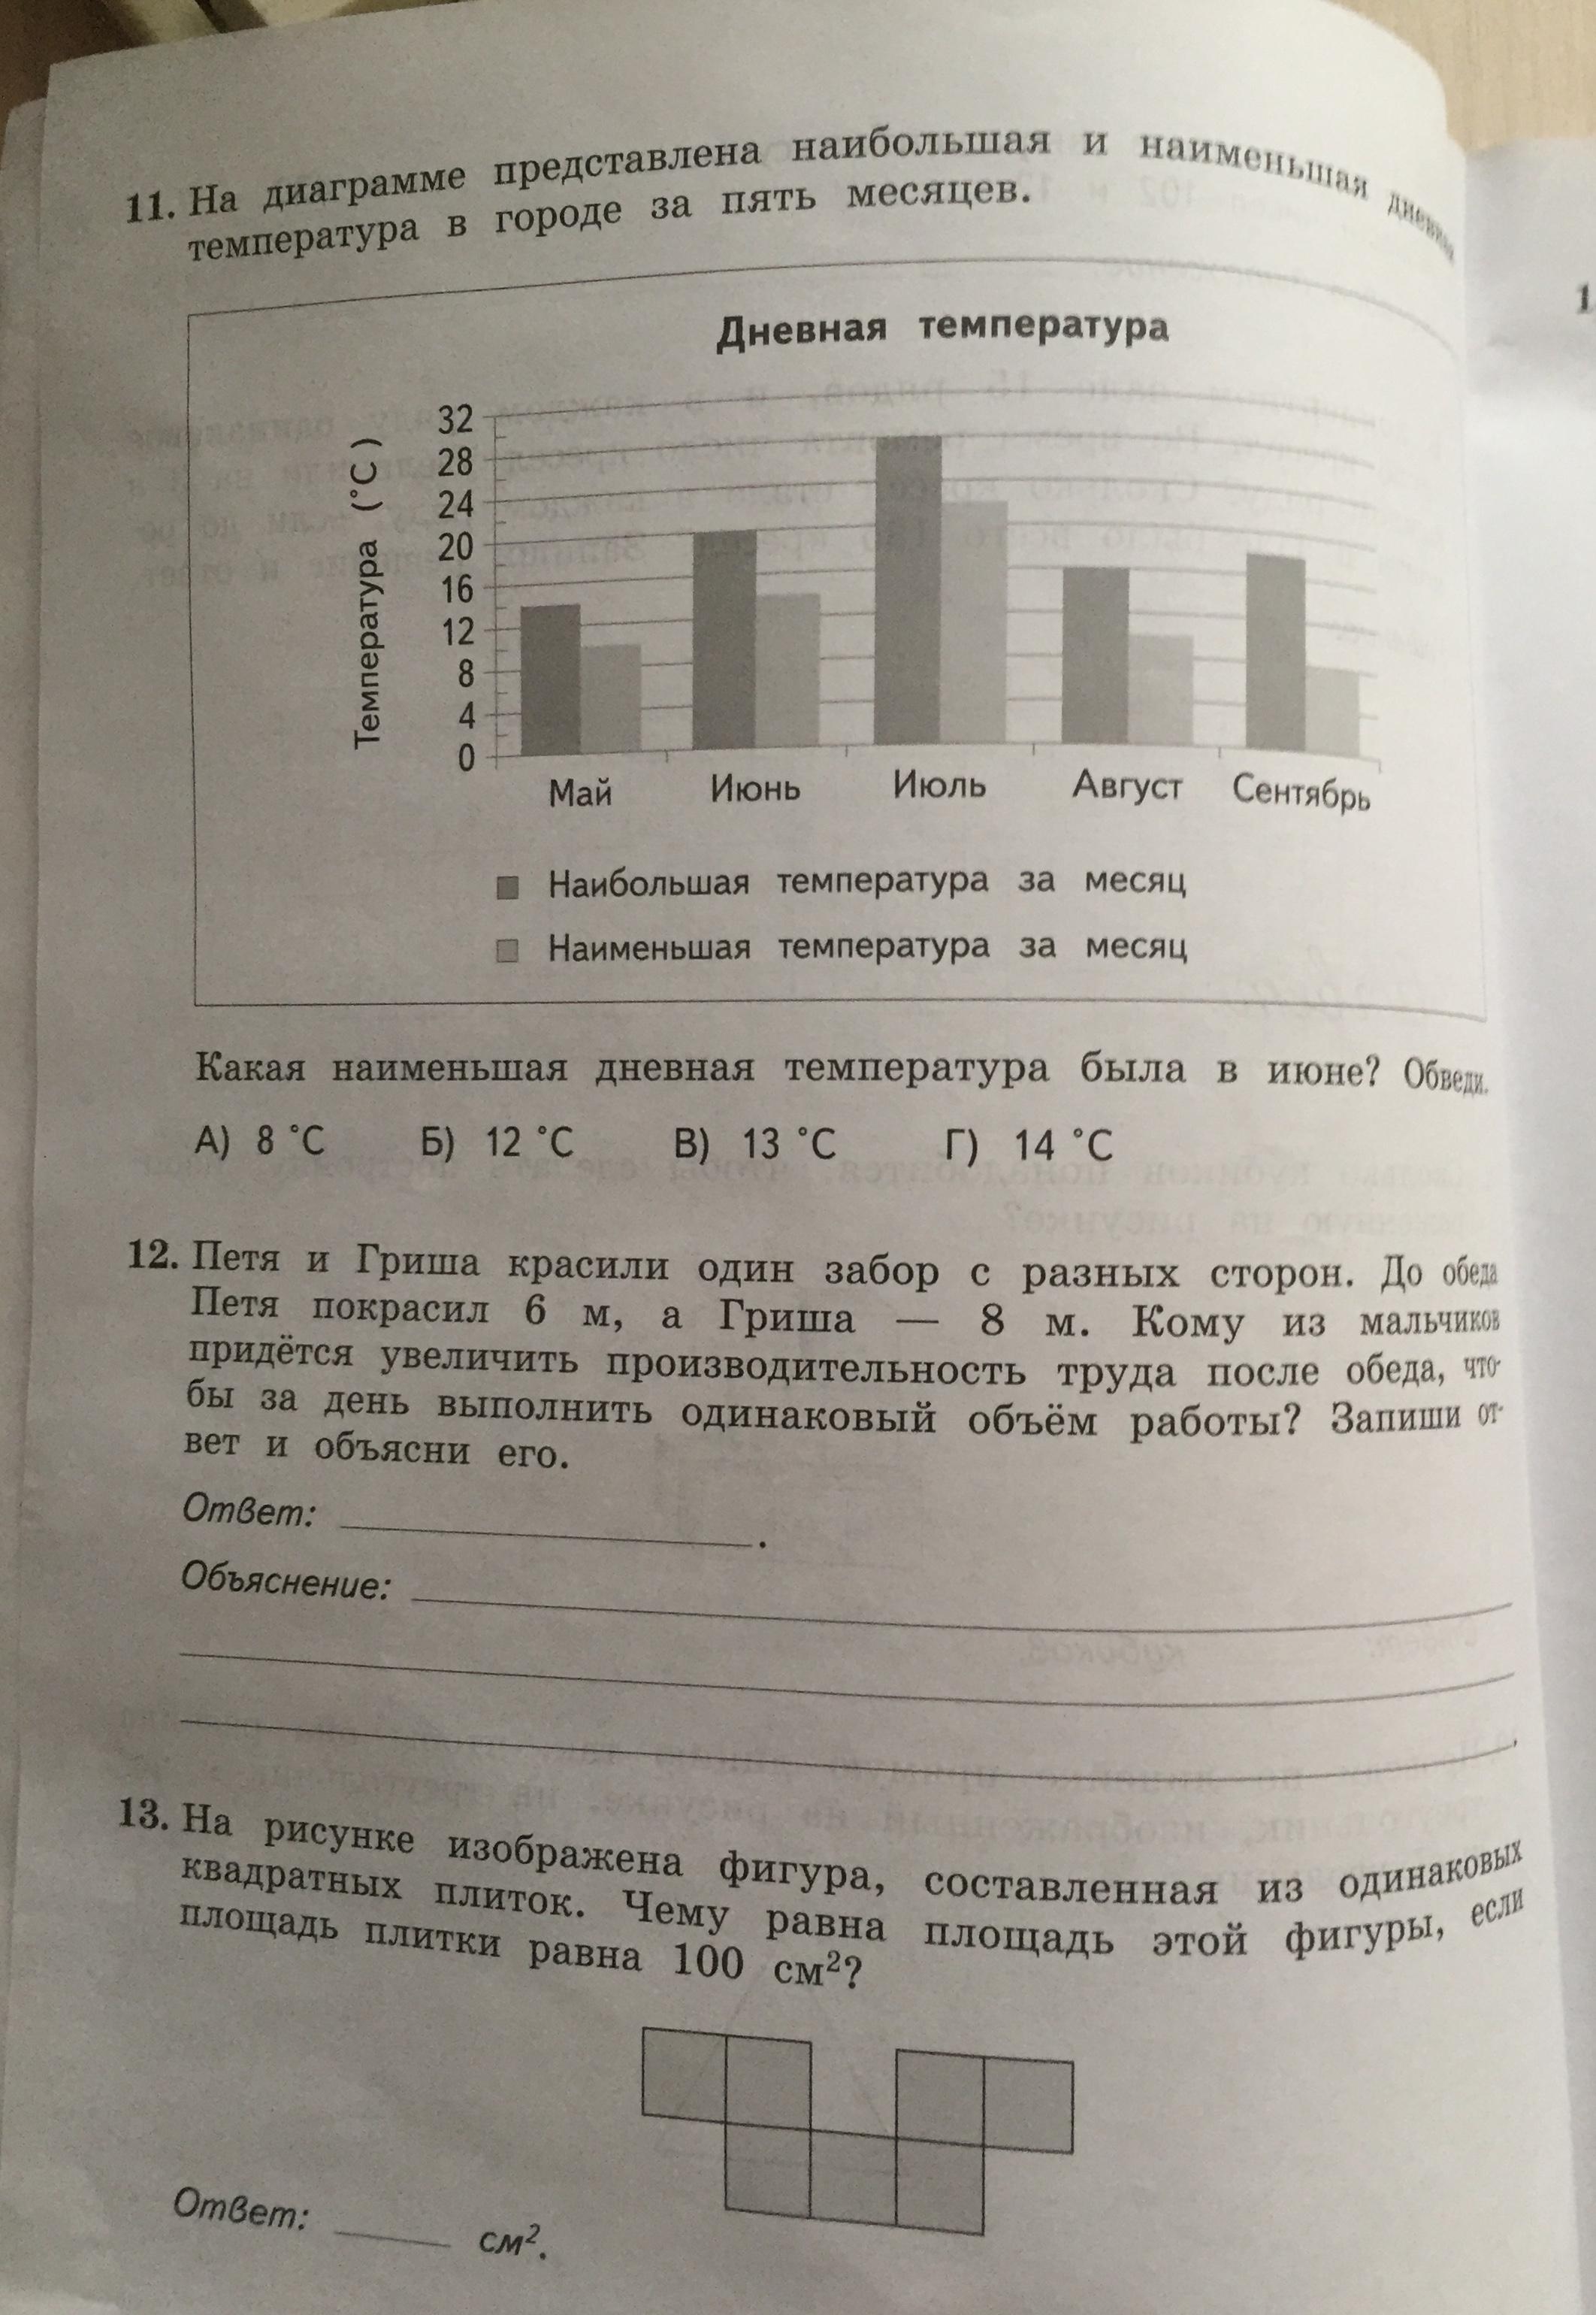 11. На диаграмме представлена наибольшая и наименьшая дневная
температура в городе за пять месяцев.
Дневная температура
Температура (°С)
32
28
24
20
16
12
8
4
0
Май Июнь Июль Август Сентябрь
Наибольшая температура за месяц
Наименьшая температура за месяц
Какая наименьшая дневная температура была в июне? Обведи.
А) 8 °С Б) 12 °С В) 13 °С Г) 14 °С
12. Петя и Гриша красили один забор с разных сторон. До обеда
Петя покрасил 6 м, а Гриша — 8 м. Кому из мальчиков
придётся увеличить производительность труда после обеда, что-
бы за день выполнить одинаковый объём работы? Запиши от-
вет и объясни его.
Ответ: .
Объяснение:
.
13. На рисунке изображена фигура, составленная из одинаковых
квадратных плиток. Чему равна площадь этой фигуры, если
площадь плитки равна 100 см²?
Ответ: см².
1